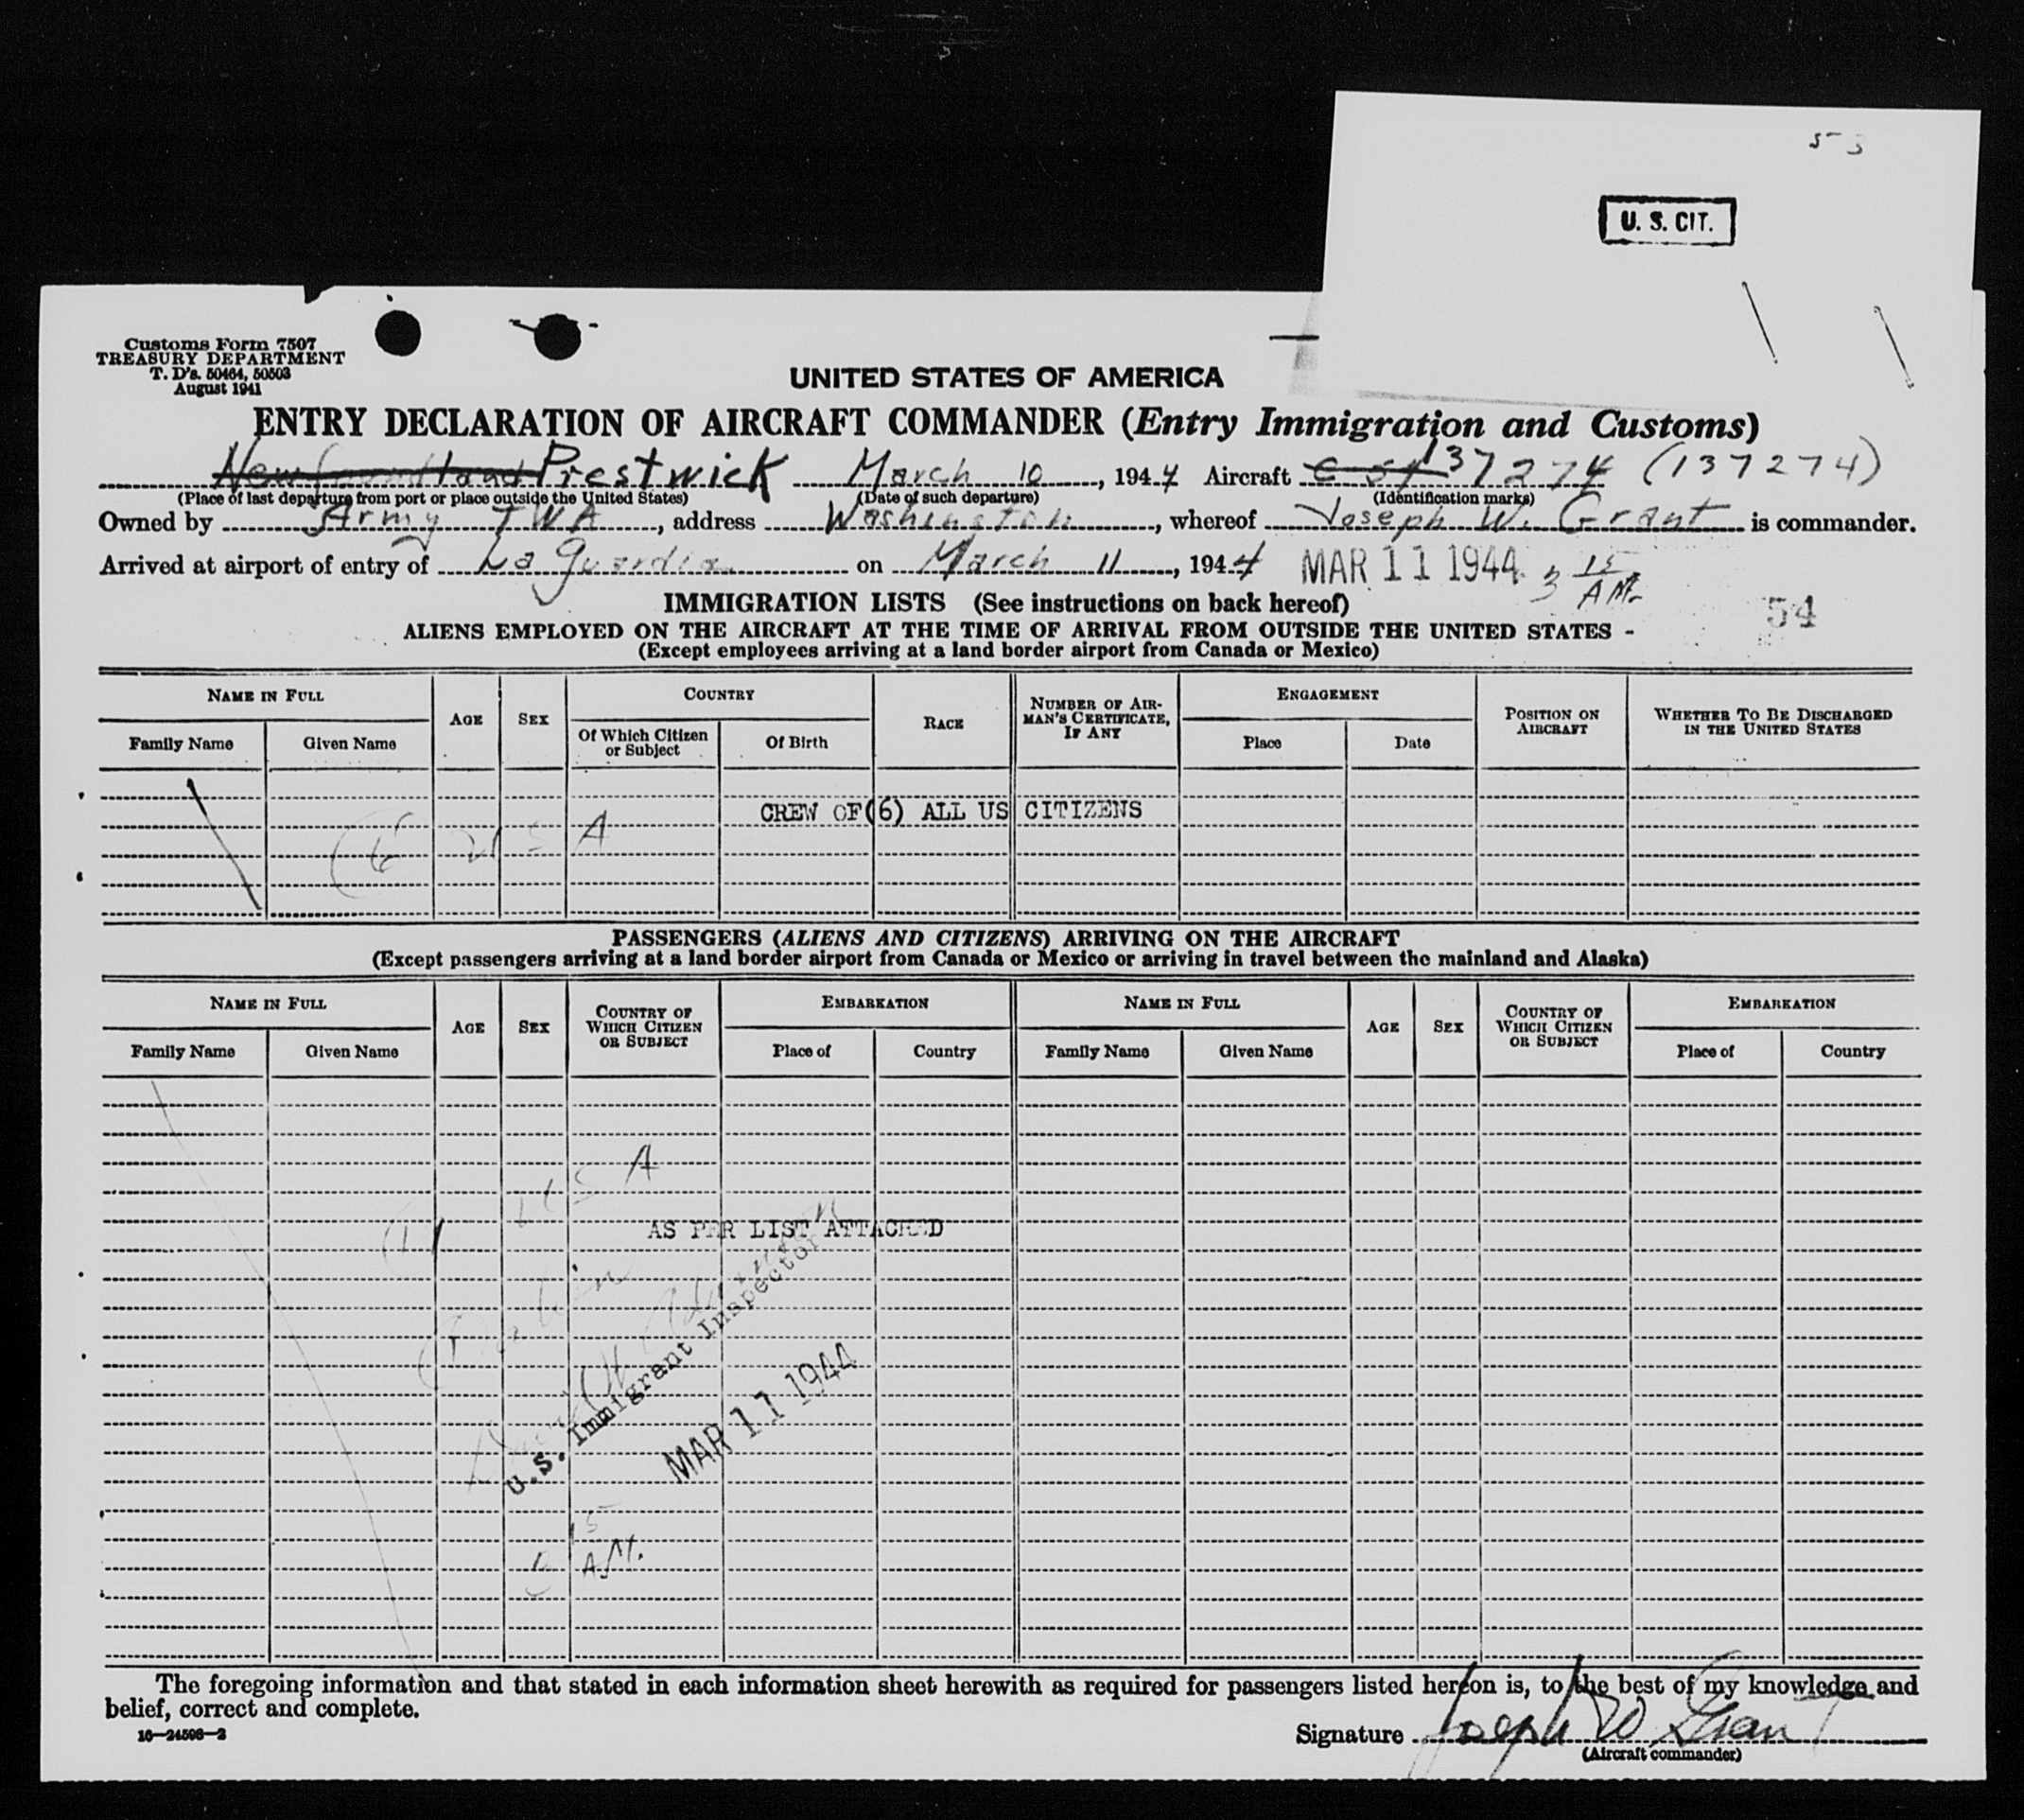 53
U. S. CIT.
Customs Form 7507
TREASURY DEPARTMENT
T. D's. 50464, 50503
August 1941
UNITED STATES OF AMERICA
ENTRY DECLARATION OF AIRCRAFT COMMANDER (Entry Immigration and Customs)
Newfoundland Prestwick March 10, 1944 Aircraft C-54 137274 (137274)
(Place of last departure from port or place outside the United States) (Date of such departure) (Identification marks)
Owned by Army TWA, address Washington, whereof Joseph W. Grant is commander.
Arrived at airport of entry of La Guardia on March 11, 1944 MAR 11 1944 3 15 AM.
IMMIGRATION LISTS (See instructions on back hereof)
54
ALIENS EMPLOYED ON THE AIRCRAFT AT THE TIME OF ARRIVAL FROM OUTSIDE THE UNITED STATES -
(Except employees arriving at a land border airport from Canada or Mexico)
NAME IN FULL AGE SEX COUNTRY RACE NUMBER OF AIRMAN'S CERTIFICATE, IF ANY ENGAGEMENT POSITION ON AIRCRAFT WHETHER TO BE DISCHARGED IN THE UNITED STATES
Family Name Given Name Of Which Citizen or Subject Of Birth Place Date
CREW OF(6) ALL US CITIZENS
(6 USA
PASSENGERS (ALIENS AND CITIZENS) ARRIVING ON THE AIRCRAFT
(Except passengers arriving at a land border airport from Canada or Mexico or arriving in travel between the mainland and Alaska)
NAME IN FULL AGE SEX COUNTRY OF WHICH CITIZEN OR SUBJECT EMBARKATION NAME IN FULL AGE SEX COUNTRY OF WHICH CITIZEN OR SUBJECT EMBARKATION
Family Name Given Name Place of Country Family Name Given Name Place of Country
USA
AS PER LIST ATTACHED
U.S. Immigrant Inspector
MAR 11 1944
15
AM.
The foregoing information and that stated in each information sheet herewith as required for passengers listed hereon is, to the best of my knowledge and
belief, correct and complete.
16—24596—2
Signature Joseph W Grant
(Aircraft commander)